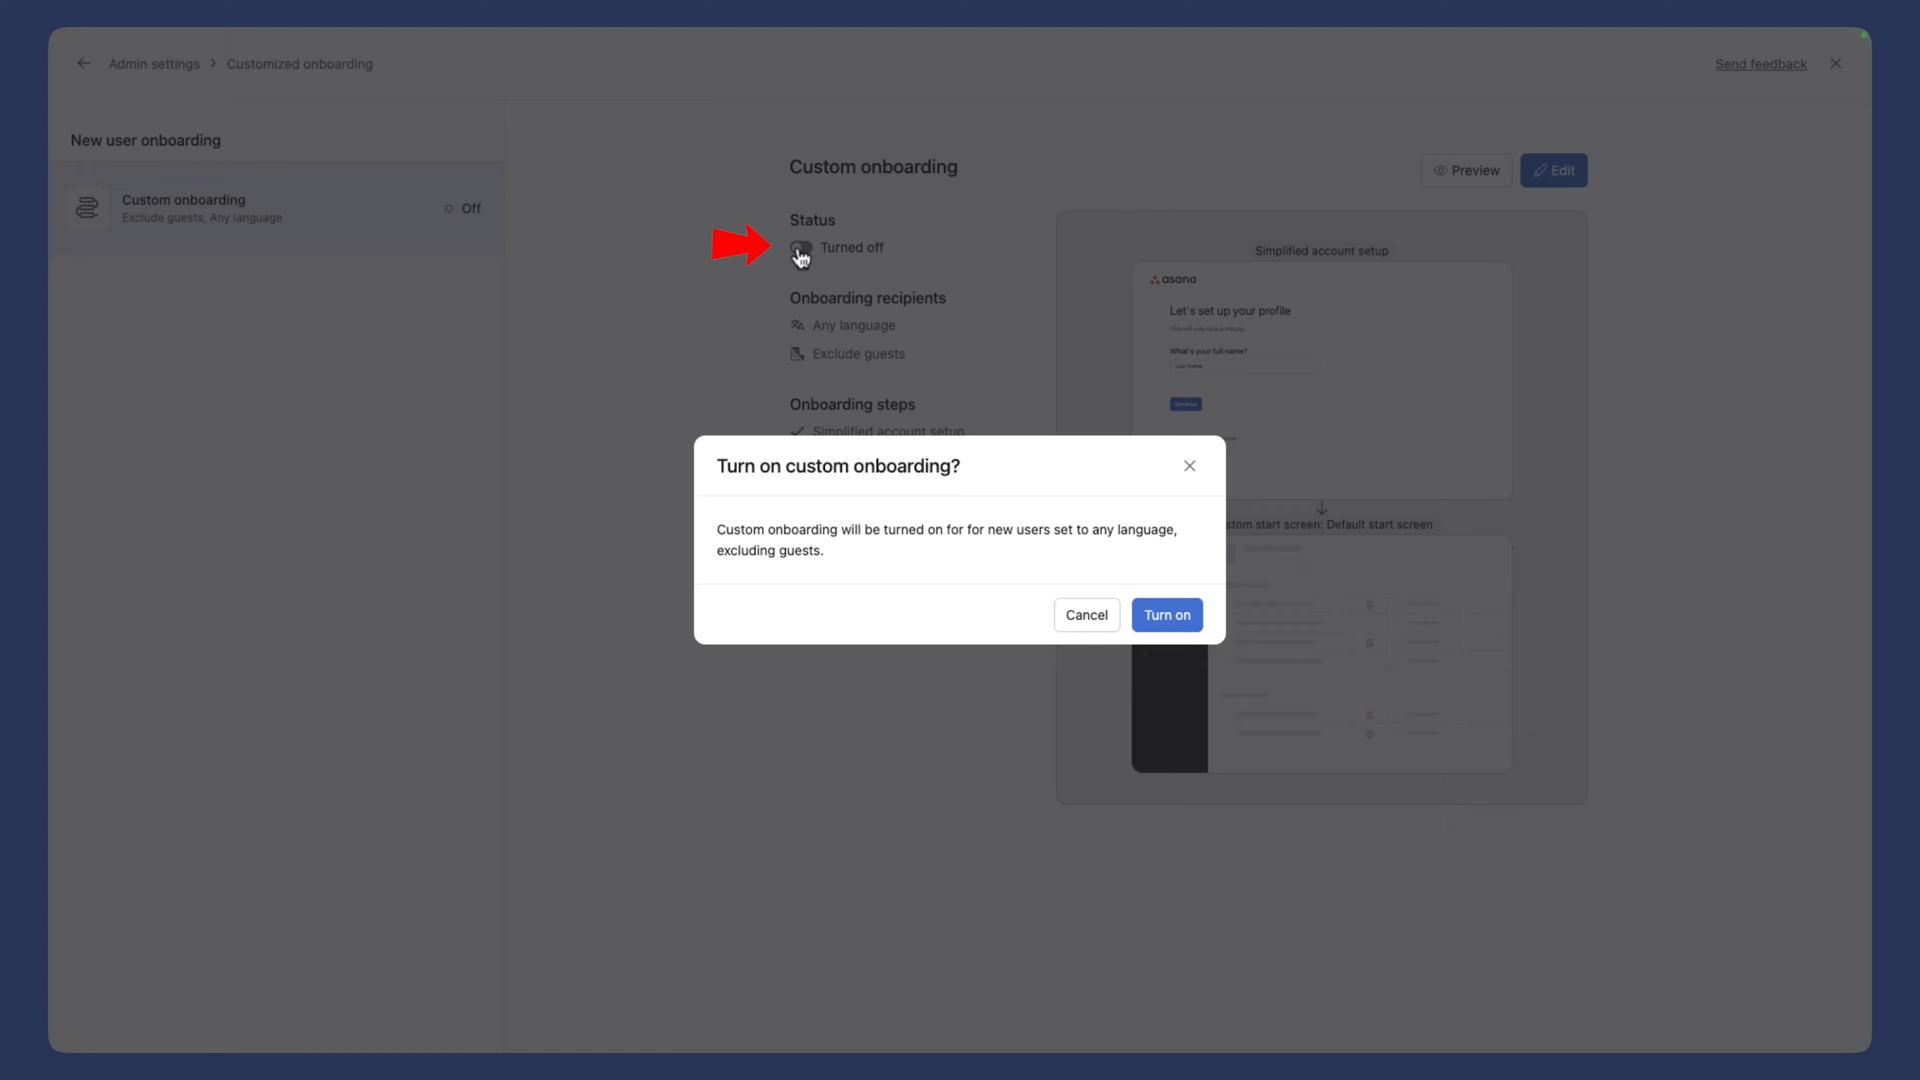 Admin settings > Customized onboarding
Send feedback
New user onboarding
Custom onboarding
Exclude guests, Any language
Off
Custom onboarding
Preview
Edit
Status
Turned off
Onboarding recipients
Any language
Exclude guests
Onboarding steps
Simplified account setup
Simplified account setup
asana
Let's set up your profile
This will only take a minute.
What's your full name?
User Name
Continue
tom start screen: Default start screen
Turn on custom onboarding?
Custom onboarding will be turned on for for new users set to any language,
excluding guests.
Cancel
Turn on